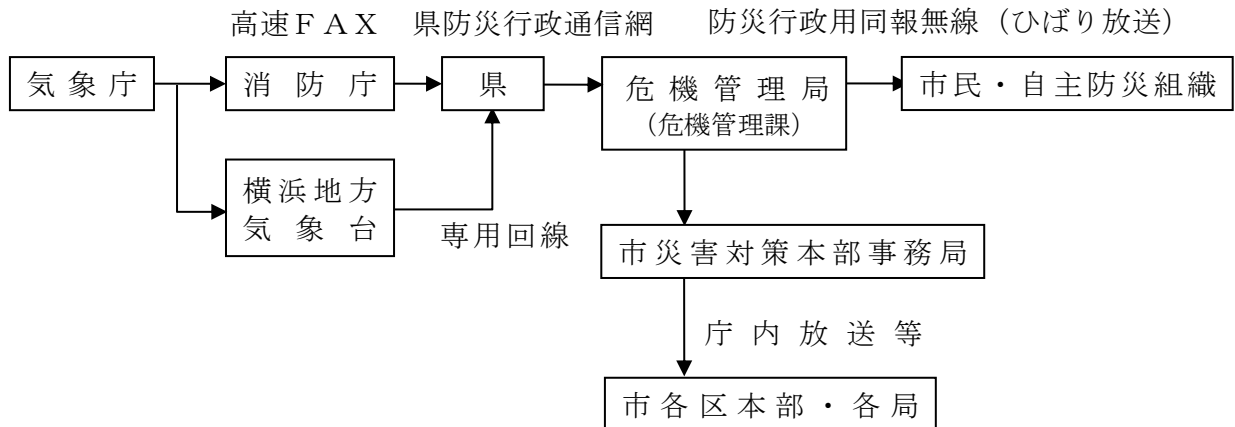 高速ＦＡＸ 県防災行政通信網 防災行政用同報無線（ひばり放送）
気象庁 消防庁 県 危機管理局 市民・自主防災組織
（危機管理課）
横浜地方
気象台
専用回線
市災害対策本部事務局
庁内放送等
市各区本部・各局